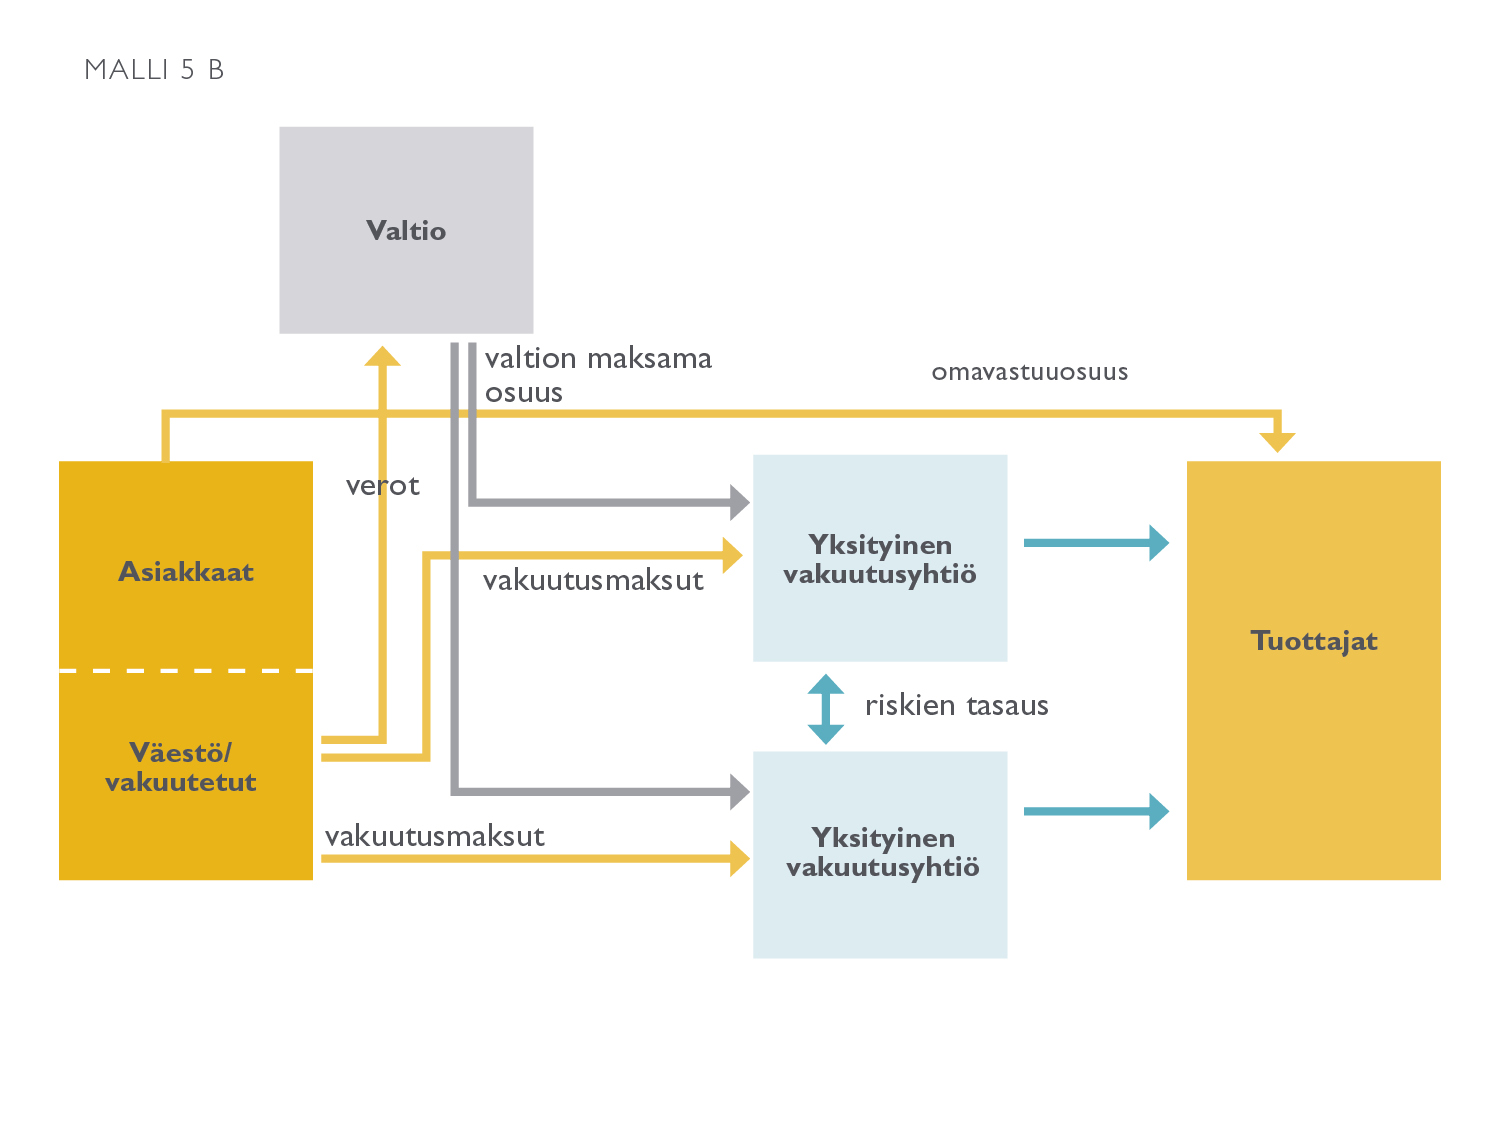 MALLI 5 B
Valtio
valtion maksama
osuus
omavastuuosuus
verot
Asiakkaat
vakuutusmaksut
Yksityinen
vakuutusyhtiö
Tuottajat
riskien tasaus
Väestö/
vakuutetut
vakuutusmaksut
Yksityinen
vakuutusyhtiö